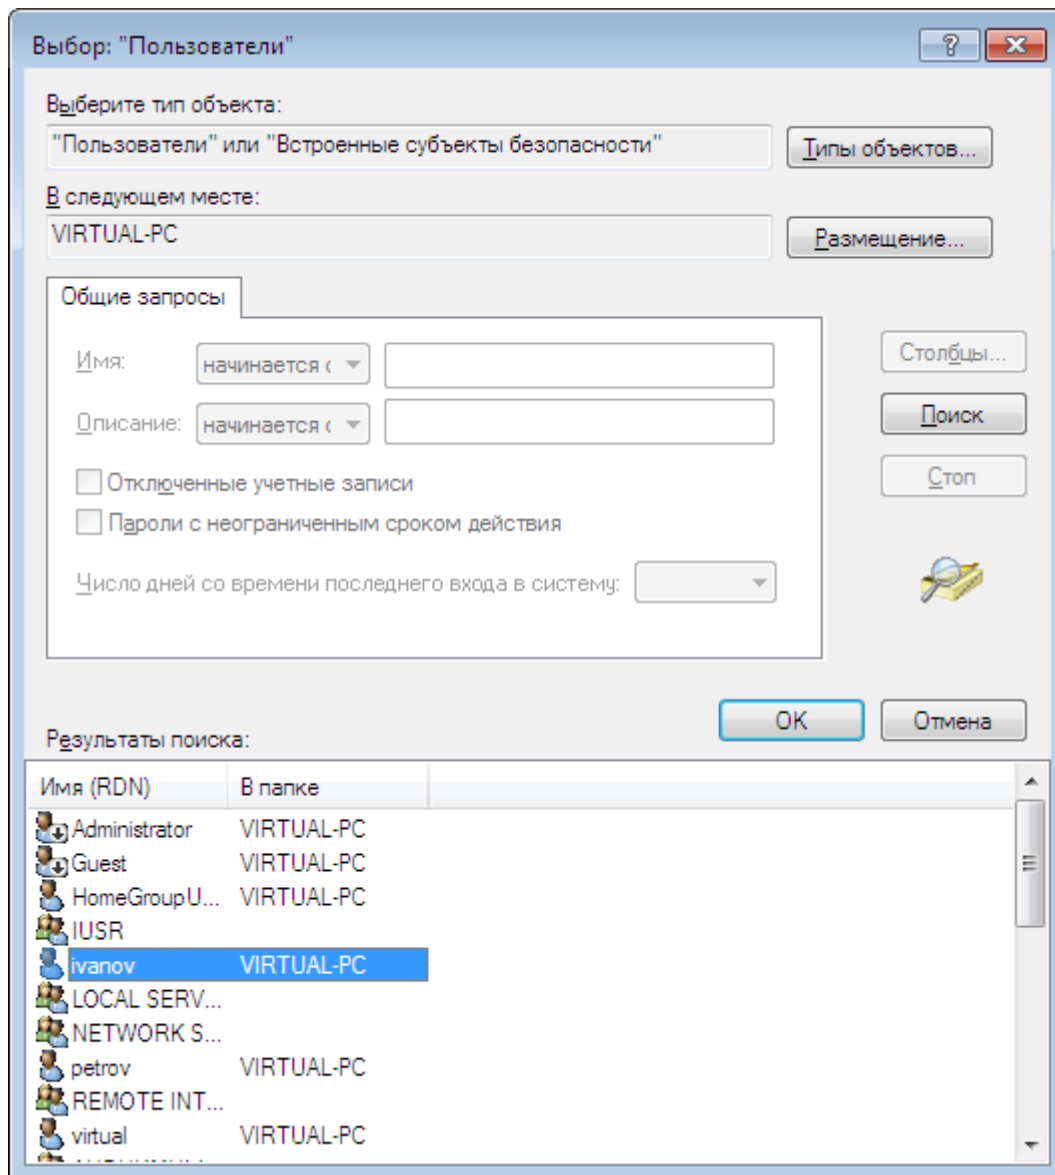 Выбор: "Пользователи"
Выберите тип объекта:
"Пользователи" или "Встроенные субъекты безопасности"
Типы объектов...
В следующем месте:
VIRTUAL-PC
Размещение...
Общие запросы
Имя:
начинается с
Столбцы...
Описание:
начинается с
Поиск
Отключенные учетные записи
Стоп
Пароли с неограниченным сроком действия
Число дней со времени последнего входа в систему:
OK
Отмена
Результаты поиска:
Имя (RDN) В папке
Administrator VIRTUAL-PC
Guest VIRTUAL-PC
HomeGroupU... VIRTUAL-PC
IUSR
ivanov VIRTUAL-PC
LOCAL SERV...
NETWORK S...
petrov VIRTUAL-PC
REMOTE INT...
virtual VIRTUAL-PC